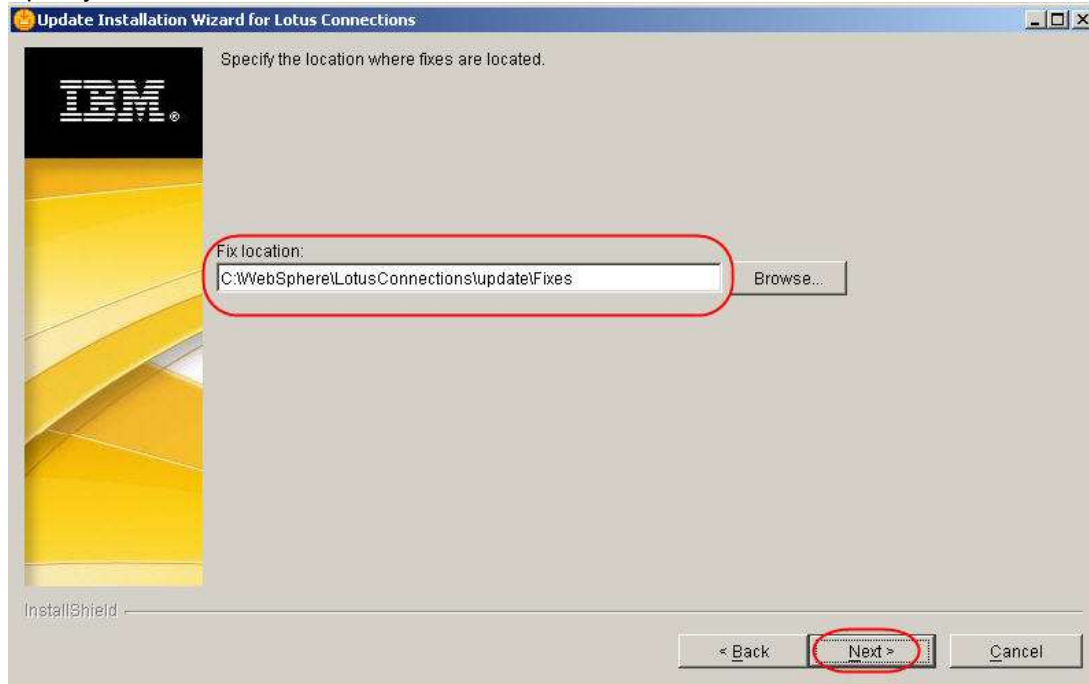 Update Installation Wizard for Lotus Connections
Specify the location where fixes are located.
IBM®
Fix location:
C:\WebSphere\LotusConnections\update\Fixes
Browse...
InstallShield
< Back
Next >
Cancel